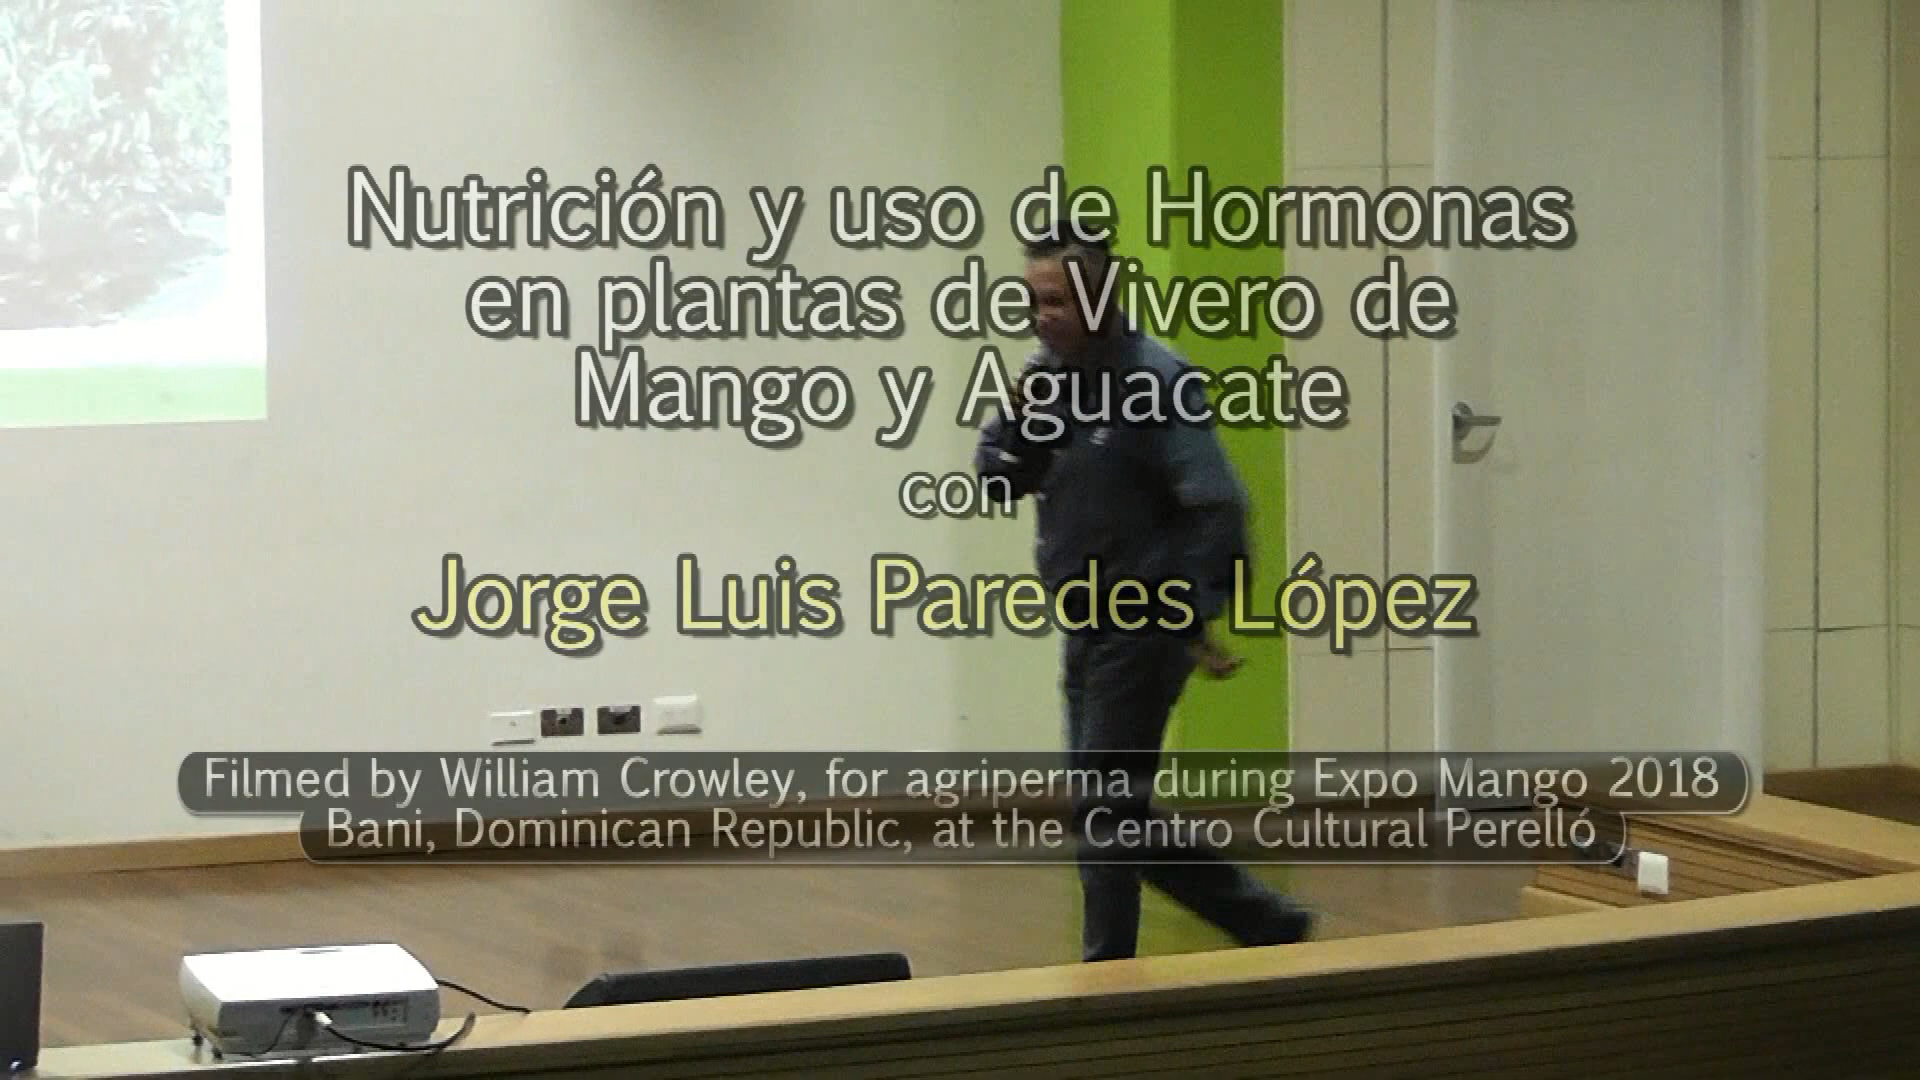 Nutrición y uso de Hormonas
en plantas de Vivero de
Mango y Aguacate
con
Jorge Luis Paredes López
Filmed by William Crowley, for agriperma during Expo Mango 2018
Bani, Dominican Republic, at the Centro Cultural Perelló